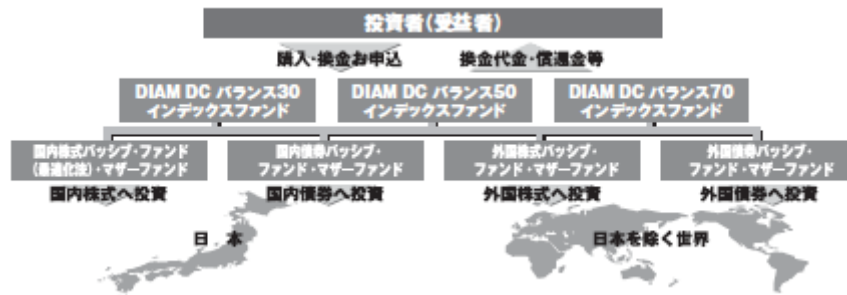 投資者(受益者)
購入・換金お申込 換金代金・償還金等
DIAM DC バランス30
インデックスファンド
DIAM DC バランス50
インデックスファンド
DIAM DC バランス70
インデックスファンド
国内株式パッシブ・ファンド
(最適化法)・マザーファンド
国内債券パッシブ・
ファンド・マザーファンド
外国株式パッシブ・
ファンド・マザーファンド
外国債券パッシブ・
ファンド・マザーファンド
国内株式へ投資 国内債券へ投資 外国株式へ投資 外国債券へ投資
日 本 日本を除く世界